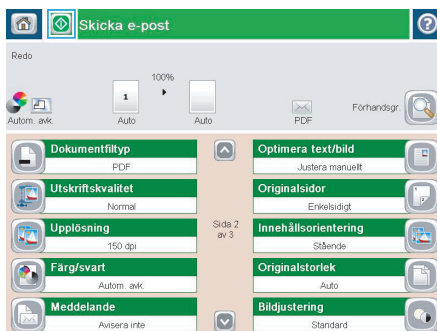 Skicka e-post
Redo
100%
1
Autom. avk.
Auto
Auto
PDF
Förhandsgr.
Dokumentfiltyp
PDF
Optimera text/bild
Justera manuellt
Utskriftskvalitet
Normal
Originalsidor
Enkelsidigt
Upplösning
150 dpi
Sida 2
av 3
Innehållsorientering
Stående
Färg/svart
Autom. avk.
Originalstorlek
Auto
Meddelande
Avisera inte
Bildjustering
Standard